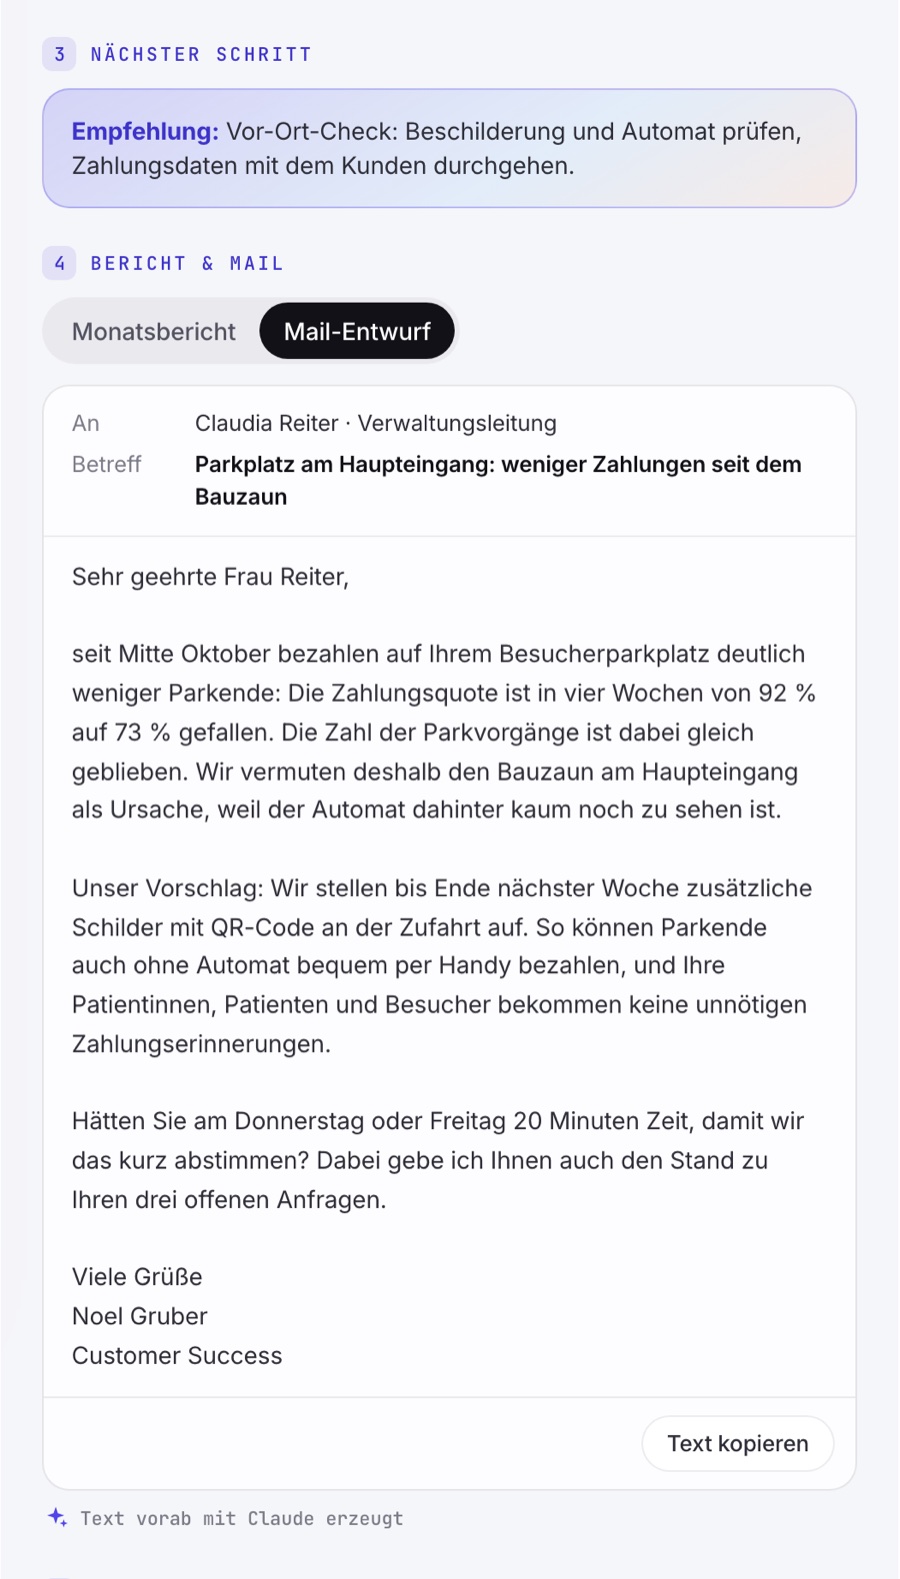 3 NÄCHSTER SCHRITT
Empfehlung: Vor-Ort-Check: Beschilderung und Automat prüfen,
Zahlungsdaten mit dem Kunden durchgehen.
4 BERICHT & MAIL
Monatsbericht Mail-Entwurf
An Claudia Reiter · Verwaltungsleitung
Betreff Parkplatz am Haupteingang: weniger Zahlungen seit dem
Bauzaun
Sehr geehrte Frau Reiter,
seit Mitte Oktober bezahlen auf Ihrem Besucherparkplatz deutlich
weniger Parkende: Die Zahlungsquote ist in vier Wochen von 92 %
auf 73 % gefallen. Die Zahl der Parkvorgänge ist dabei gleich
geblieben. Wir vermuten deshalb den Bauzaun am Haupteingang
als Ursache, weil der Automat dahinter kaum noch zu sehen ist.
Unser Vorschlag: Wir stellen bis Ende nächster Woche zusätzliche
Schilder mit QR-Code an der Zufahrt auf. So können Parkende
auch ohne Automat bequem per Handy bezahlen, und Ihre
Patientinnen, Patienten und Besucher bekommen keine unnötigen
Zahlungserinnerungen.
Hätten Sie am Donnerstag oder Freitag 20 Minuten Zeit, damit wir
das kurz abstimmen? Dabei gebe ich Ihnen auch den Stand zu
Ihren drei offenen Anfragen.
Viele Grüße
Noel Gruber
Customer Success
Text kopieren
Text vorab mit Claude erzeugt